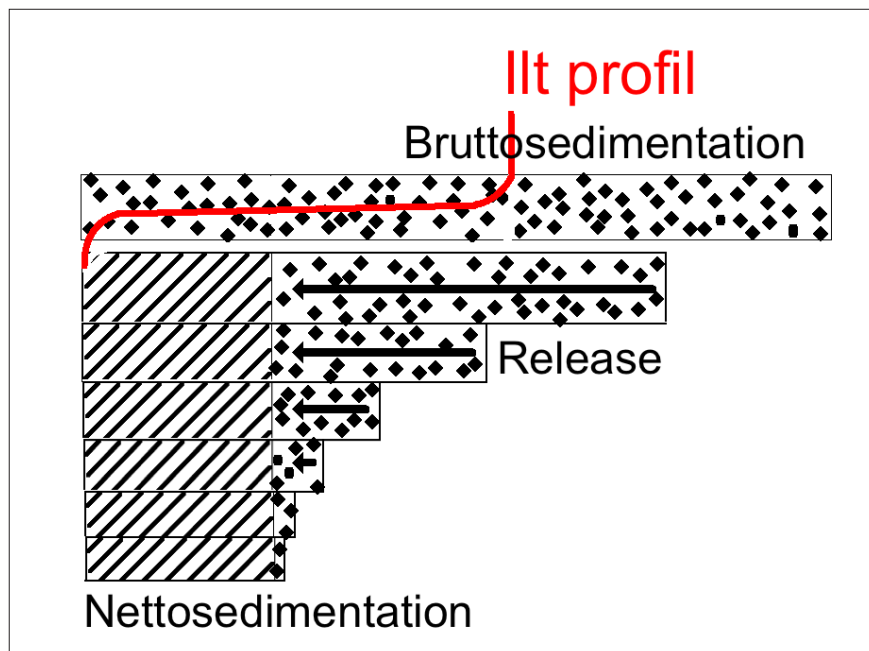 Ilt profil
Bruttosedimentation
Release
Nettosedimentation